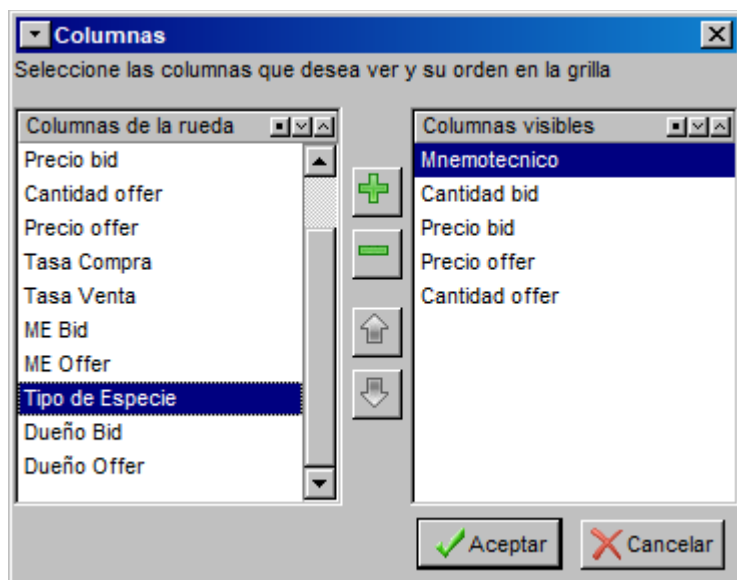 Columnas
Seleccione las columnas que desea ver y su orden en la grilla
Columnas de la rueda
Precio bid
Cantidad offer
Precio offer
Tasa Compra
Tasa Venta
ME Bid
ME Offer
Tipo de Especie
Dueño Bid
Dueño Offer
Columnas visibles
Mnemotecnico
Cantidad bid
Precio bid
Precio offer
Cantidad offer
Aceptar
Cancelar